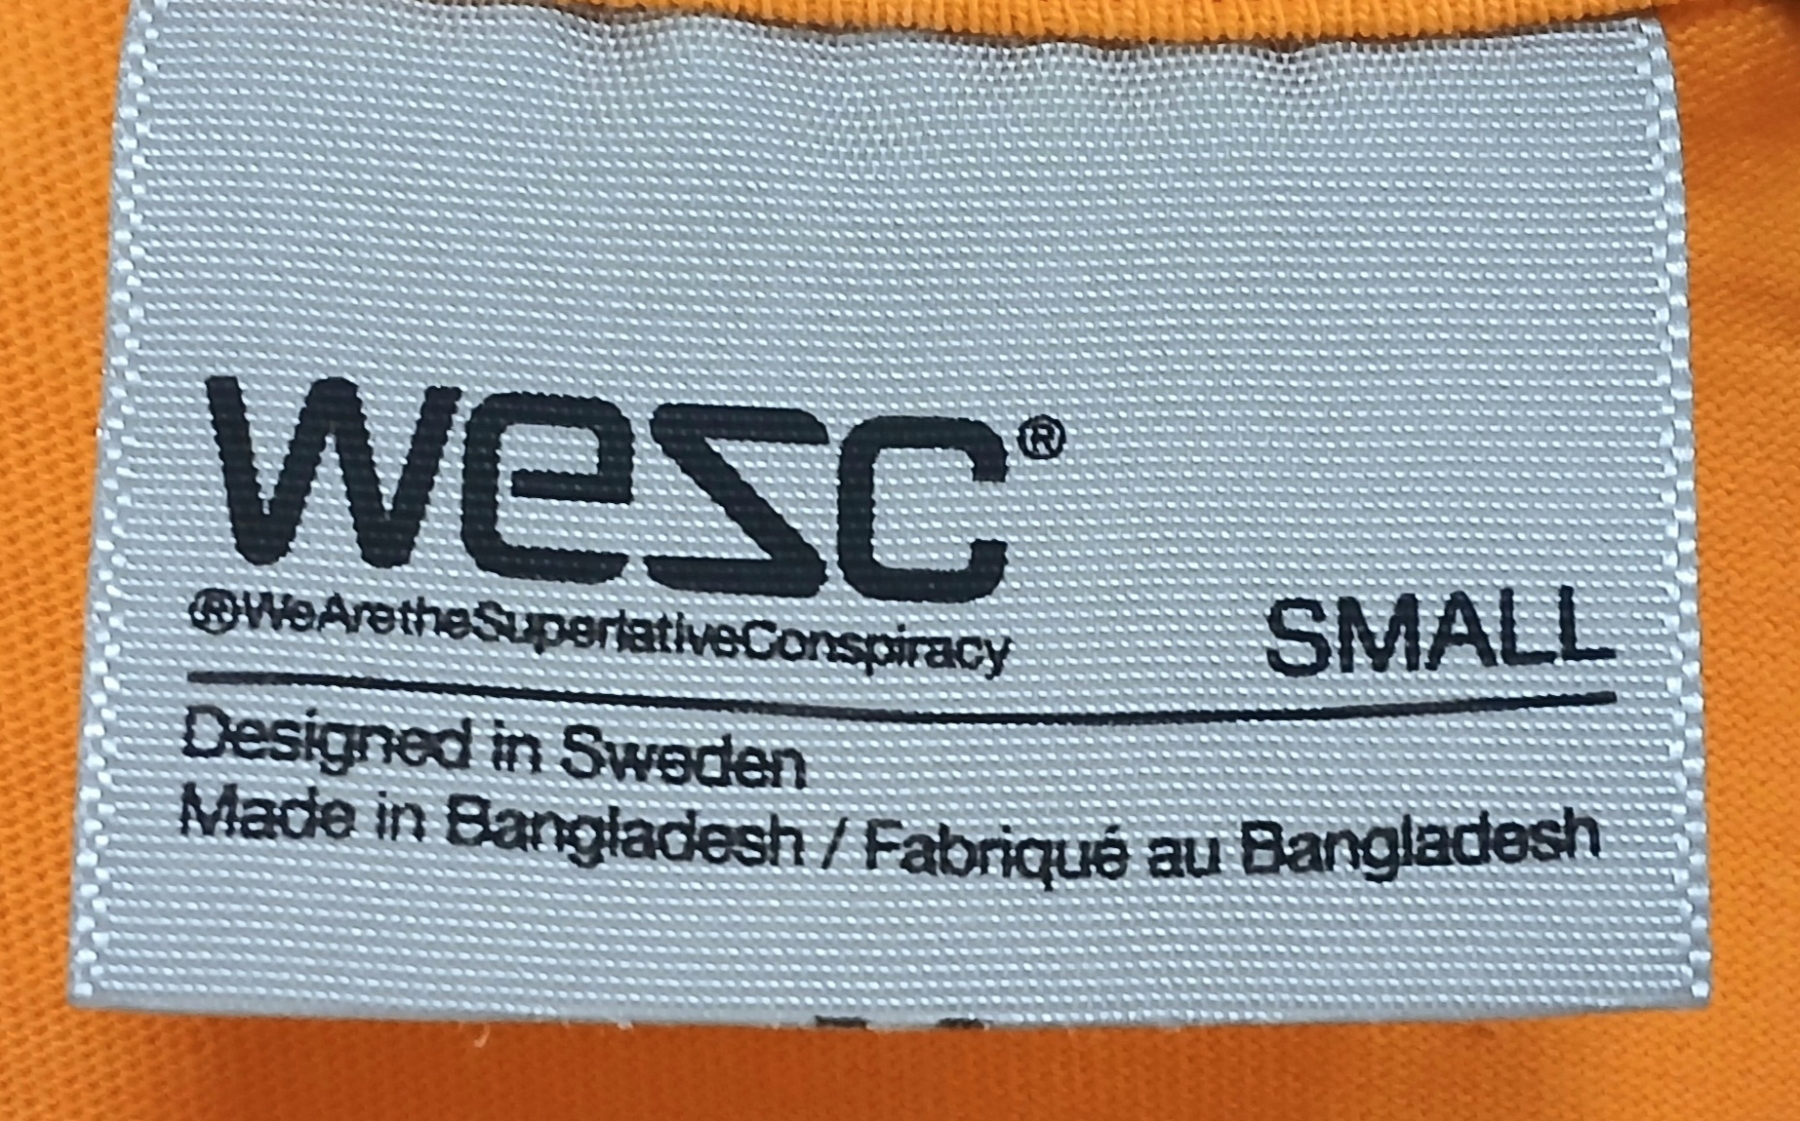 wesc®
®WeAretheSuperlativeConspiracy
SMALL
Designed in Sweden
Made in Bangladesh / Fabriqué au Bangladesh